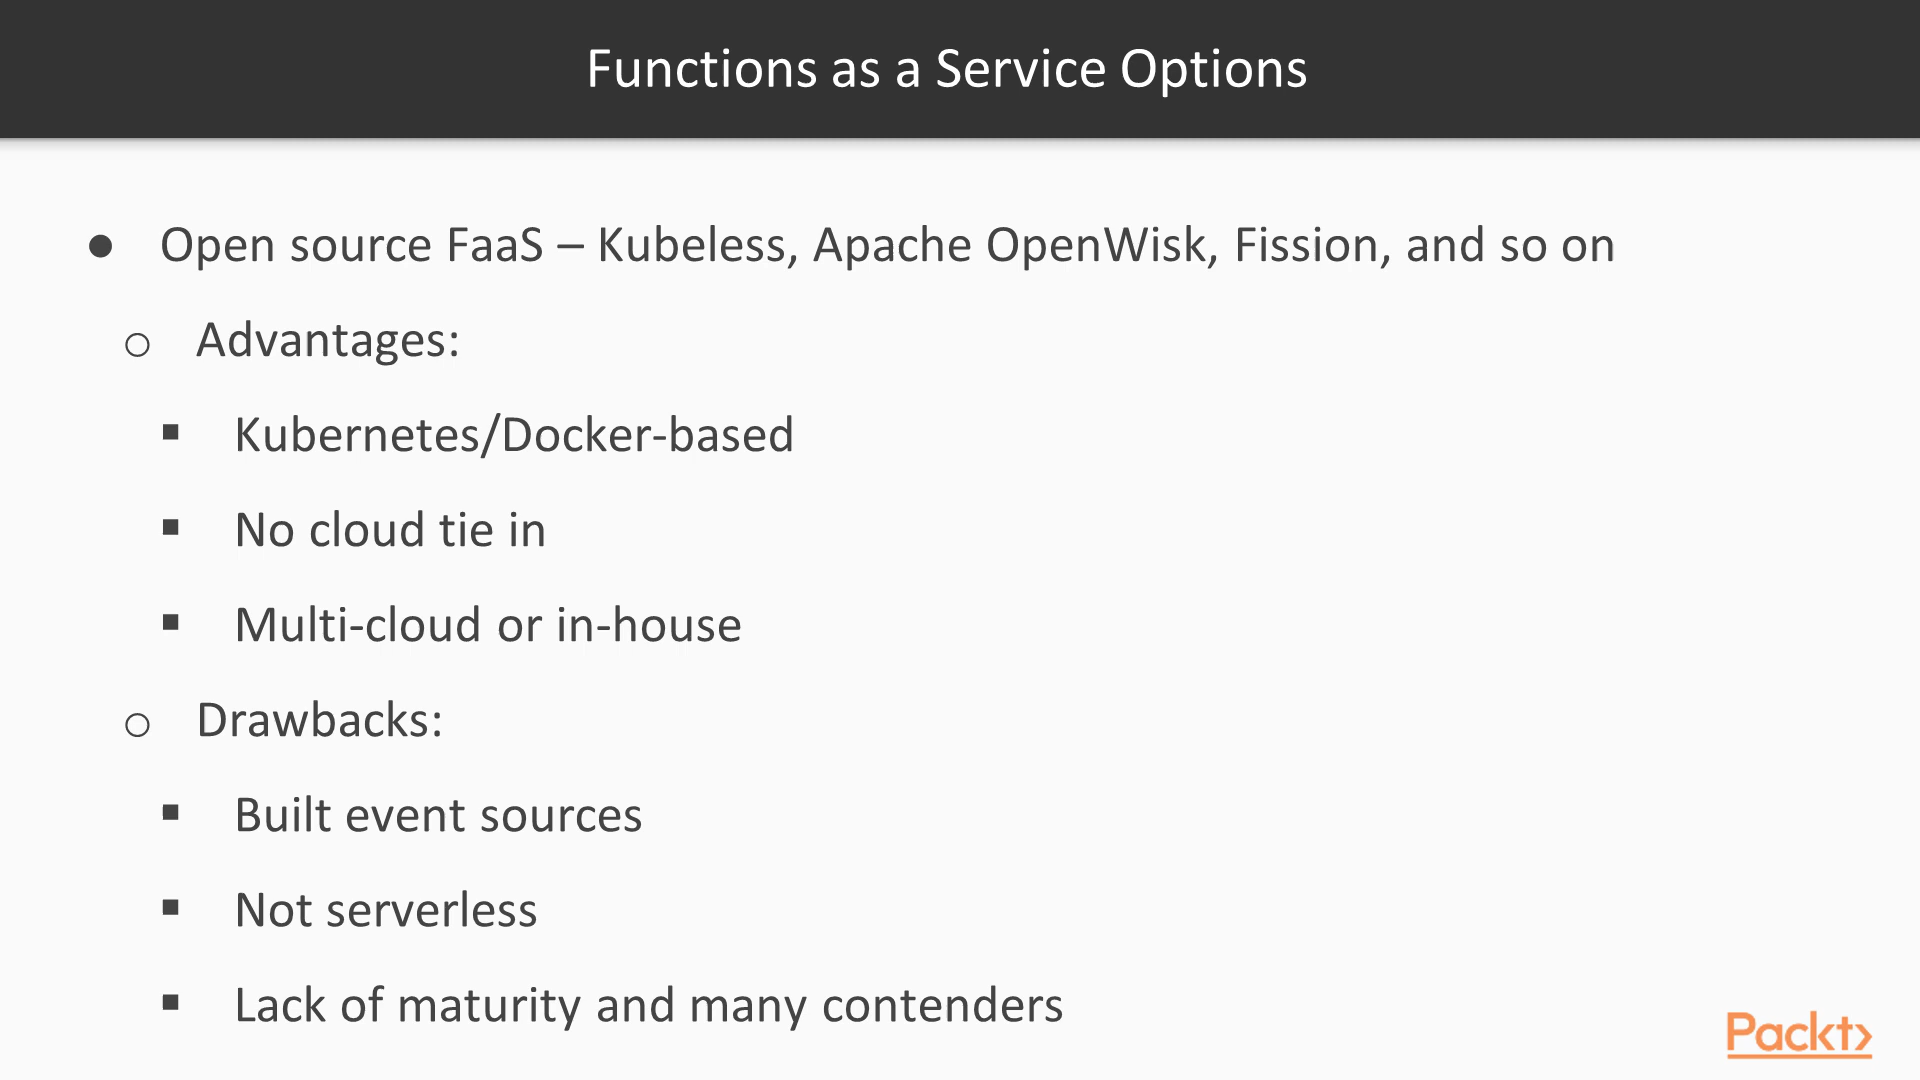 Functions as a Service Options
● Open source FaaS – Kubeless, Apache OpenWisk, Fission, and so on
○ Advantages:
▪ Kubernetes/Docker-based
▪ No cloud tie in
▪ Multi-cloud or in-house
○ Drawbacks:
▪ Built event sources
▪ Not serverless
▪ Lack of maturity and many contenders
Packt>